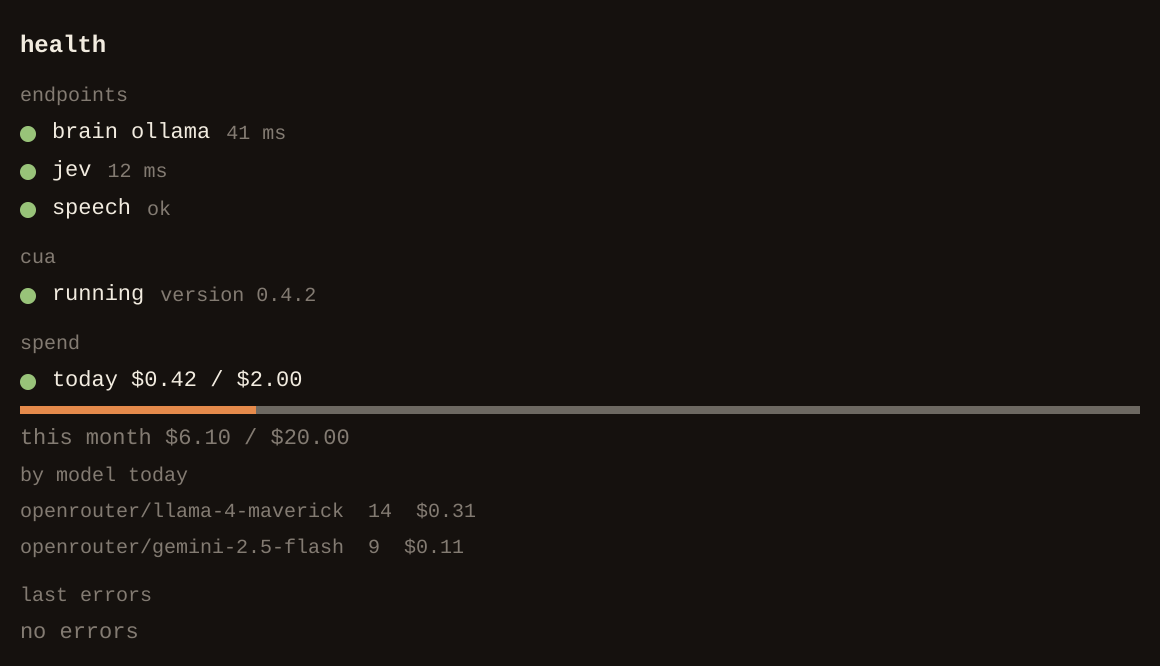 health
endpoints
brain ollama 41 ms
jev 12 ms
speech ok
cua
running version 0.4.2
spend
today $0.42 / $2.00
this month $6.10 / $20.00
by model today
openrouter/llama-4-maverick 14 $0.31
openrouter/gemini-2.5-flash 9 $0.11
last errors
no errors